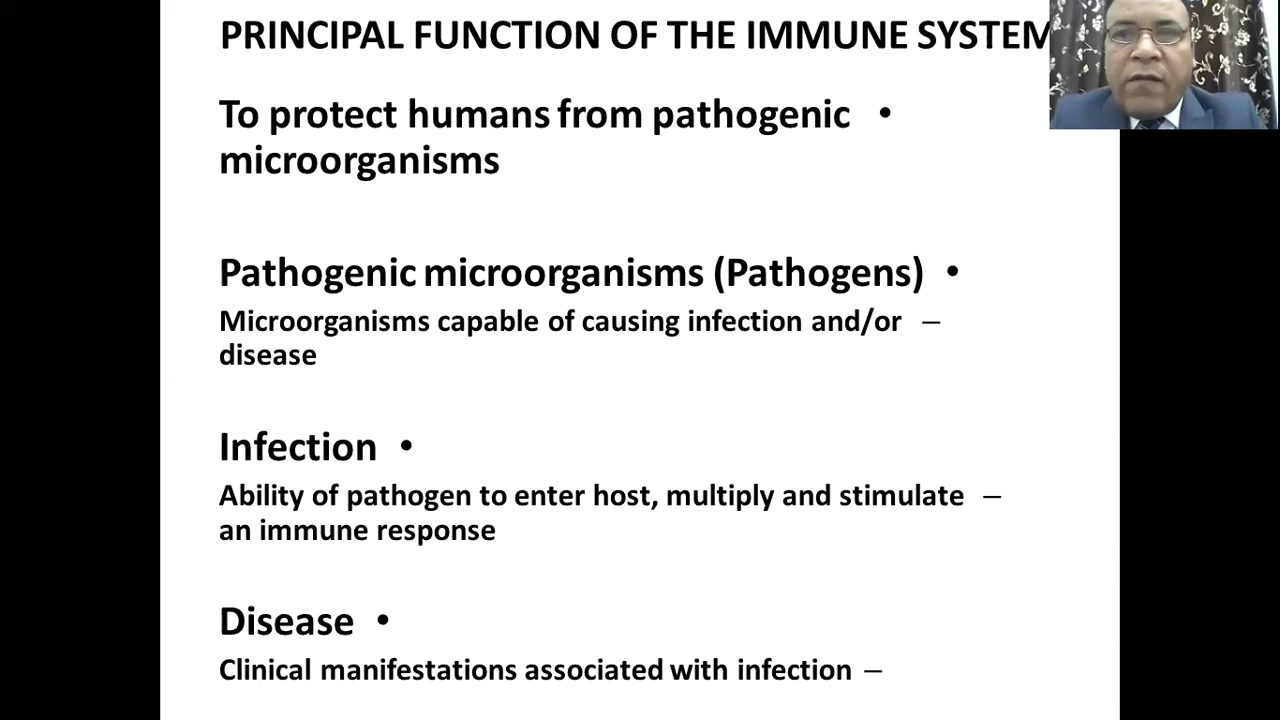 PRINCIPAL FUNCTION OF THE IMMUNE SYSTEM
To protect humans from pathogenic •
microorganisms
Pathogenic microorganisms (Pathogens) •
Microorganisms capable of causing infection and/or –
disease
Infection •
Ability of pathogen to enter host, multiply and stimulate –
an immune response
Disease •
Clinical manifestations associated with infection –